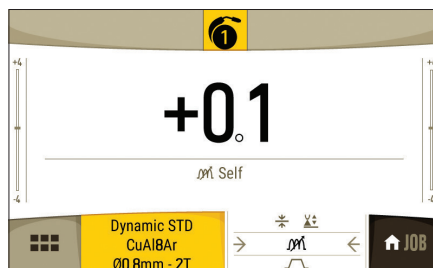 1
+4
+4
+0.1
Self
-4
-4
Dynamic STD
CuAl8Ar
Ø0.8mm - 2T
JOB